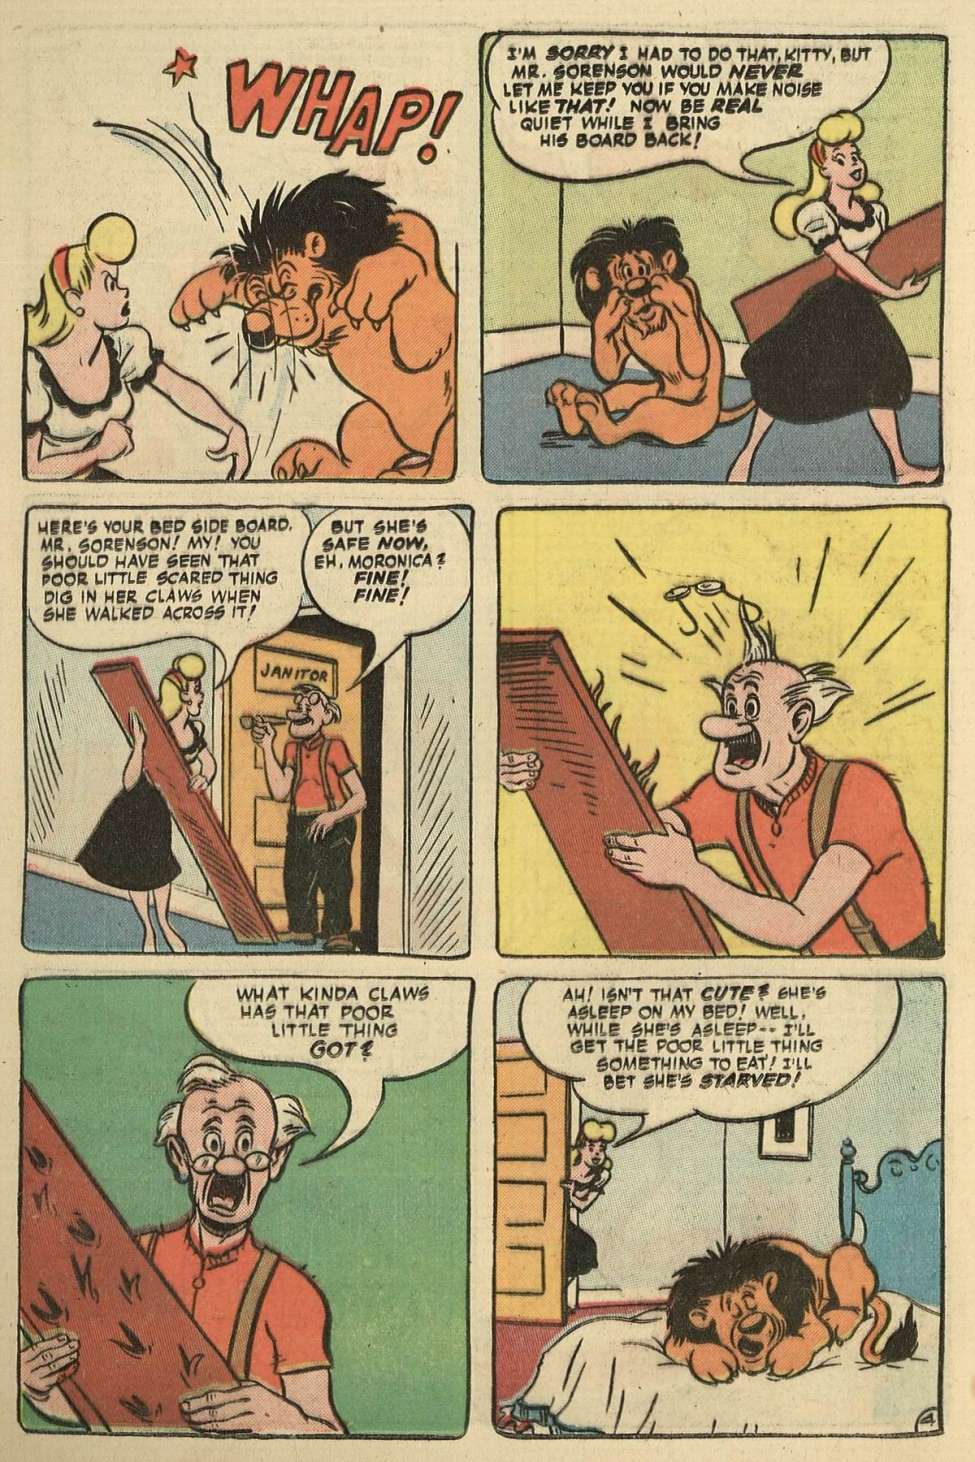 WHAP!
I'M SORRY I HAD TO DO THAT, KITTY, BUT
MR. SORENSON WOULD NEVER
LET ME KEEP YOU IF YOU MAKE NOISE
LIKE THAT! NOW BE REAL
QUIET WHILE I BRING
HIS BOARD BACK!
HERE'S YOUR BED SIDE BOARD,
MR. SORENSON! MY! YOU
SHOULD HAVE SEEN THAT
POOR LITTLE SCARED THING
DIG IN HER CLAWS WHEN
SHE WALKED ACROSS IT!
BUT SHE'S
SAFE NOW,
EH, MORONICA?
FINE!
FINE!
JANITOR
WHAT KINDA CLAWS
HAS THAT POOR
LITTLE THING
GOT?
AH! ISN'T THAT CUTE? SHE'S
ASLEEP ON MY BED! WELL,
WHILE SHE'S ASLEEP-- I'LL
GET THE POOR LITTLE THING
SOMETHING TO EAT! I'LL
BET SHE'S STARVED!
4